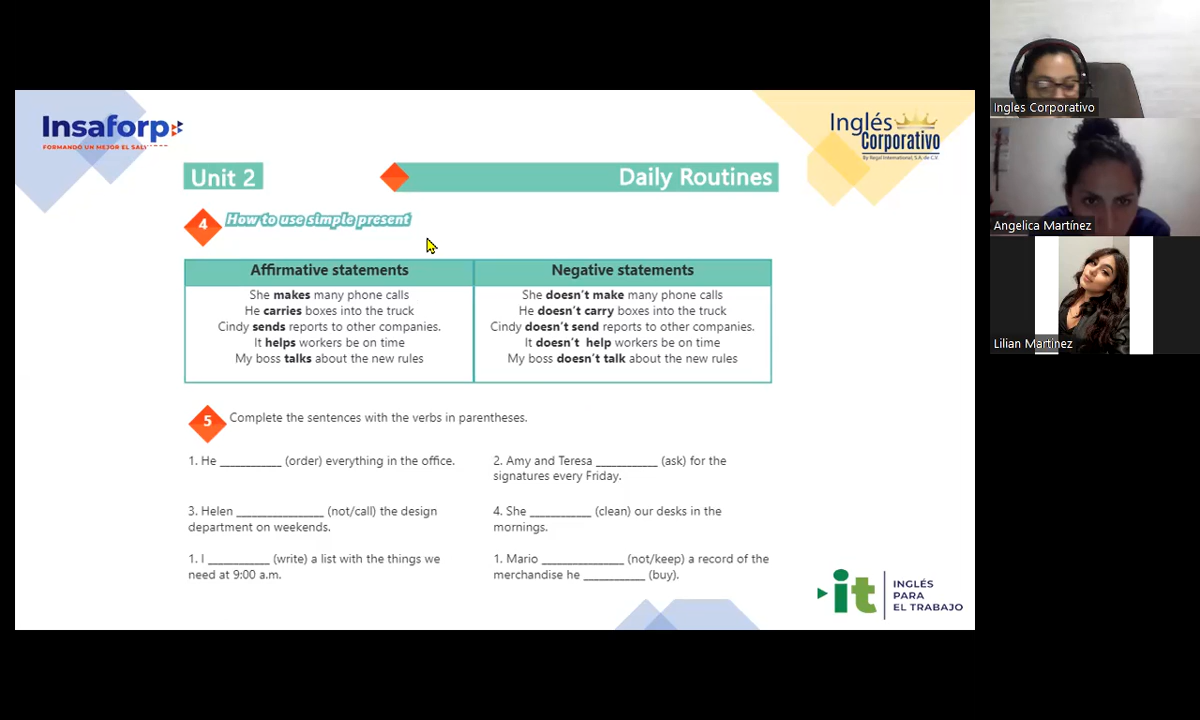 Insaforp
FORMANDO UN MEJOR EL SALVADOR
Inglés
Corporativo
By Regal International, S.A. de C.V.
Unit 2
Daily Routines
4
How to use simple present
Affirmative statements
She makes many phone calls
He carries boxes into the truck
Cindy sends reports to other companies.
It helps workers be on time
My boss talks about the new rules
Negative statements
She doesn't make many phone calls
He doesn't carry boxes into the truck
Cindy doesn't send reports to other companies.
It doesn't help workers be on time
My boss doesn't talk about the new rules
5
Complete the sentences with the verbs in parentheses.
1. He ____________ (order) everything in the office.
2. Amy and Teresa ____________ (ask) for the
signatures every Friday.
3. Helen _________________ (not/call) the design
department on weekends.
4. She ____________ (clean) our desks in the
mornings.
1. I ____________ (write) a list with the things we
need at 9:00 a.m.
1. Mario ________________ (not/keep) a record of the
merchandise he ____________ (buy).
it
INGLÉS
PARA
EL TRABAJO
Ingles Corporativo
Angelica Martínez
Lilian Martinez